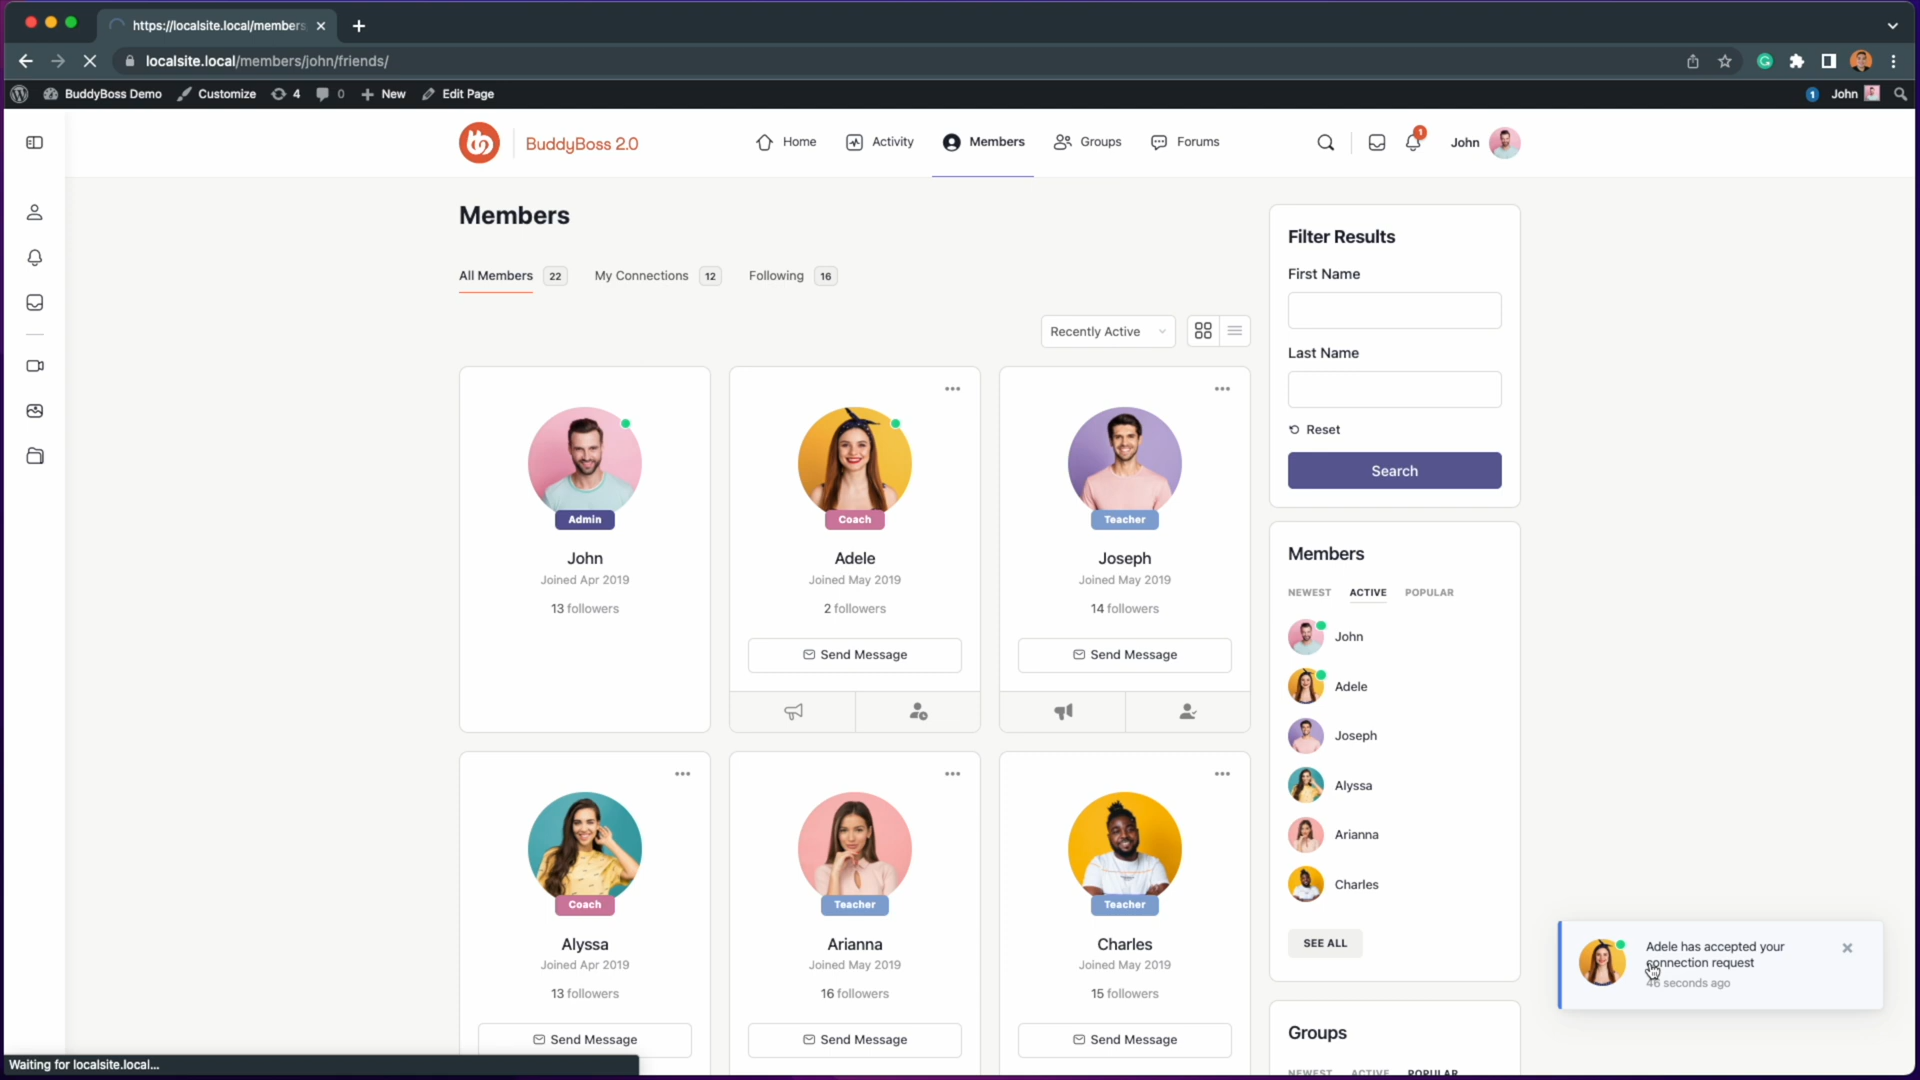 https://localsite.local/members
localsite.local/members/john/friends/
BuddyBoss Demo
Customize
4
0
New
Edit Page
1
John
BuddyBoss 2.0
Home
Activity
Members
Groups
Forums
1
John
Members
All Members 22
My Connections 12
Following 16
Recently Active
Admin
John
Joined Apr 2019
13 followers
Coach
Adele
Joined May 2019
2 followers
Send Message
Teacher
Joseph
Joined May 2019
14 followers
Send Message
Coach
Alyssa
Joined Apr 2019
13 followers
Send Message
Teacher
Arianna
Joined May 2019
16 followers
Send Message
Teacher
Charles
Joined May 2019
15 followers
Send Message
Filter Results
First Name
Last Name
Reset
Search
Members
NEWEST ACTIVE POPULAR
John
Adele
Joseph
Alyssa
Arianna
Charles
SEE ALL
Groups
NEWEST ACTIVE POPULAR
Adele has accepted your
connection request
46 seconds ago
Waiting for localsite.local...